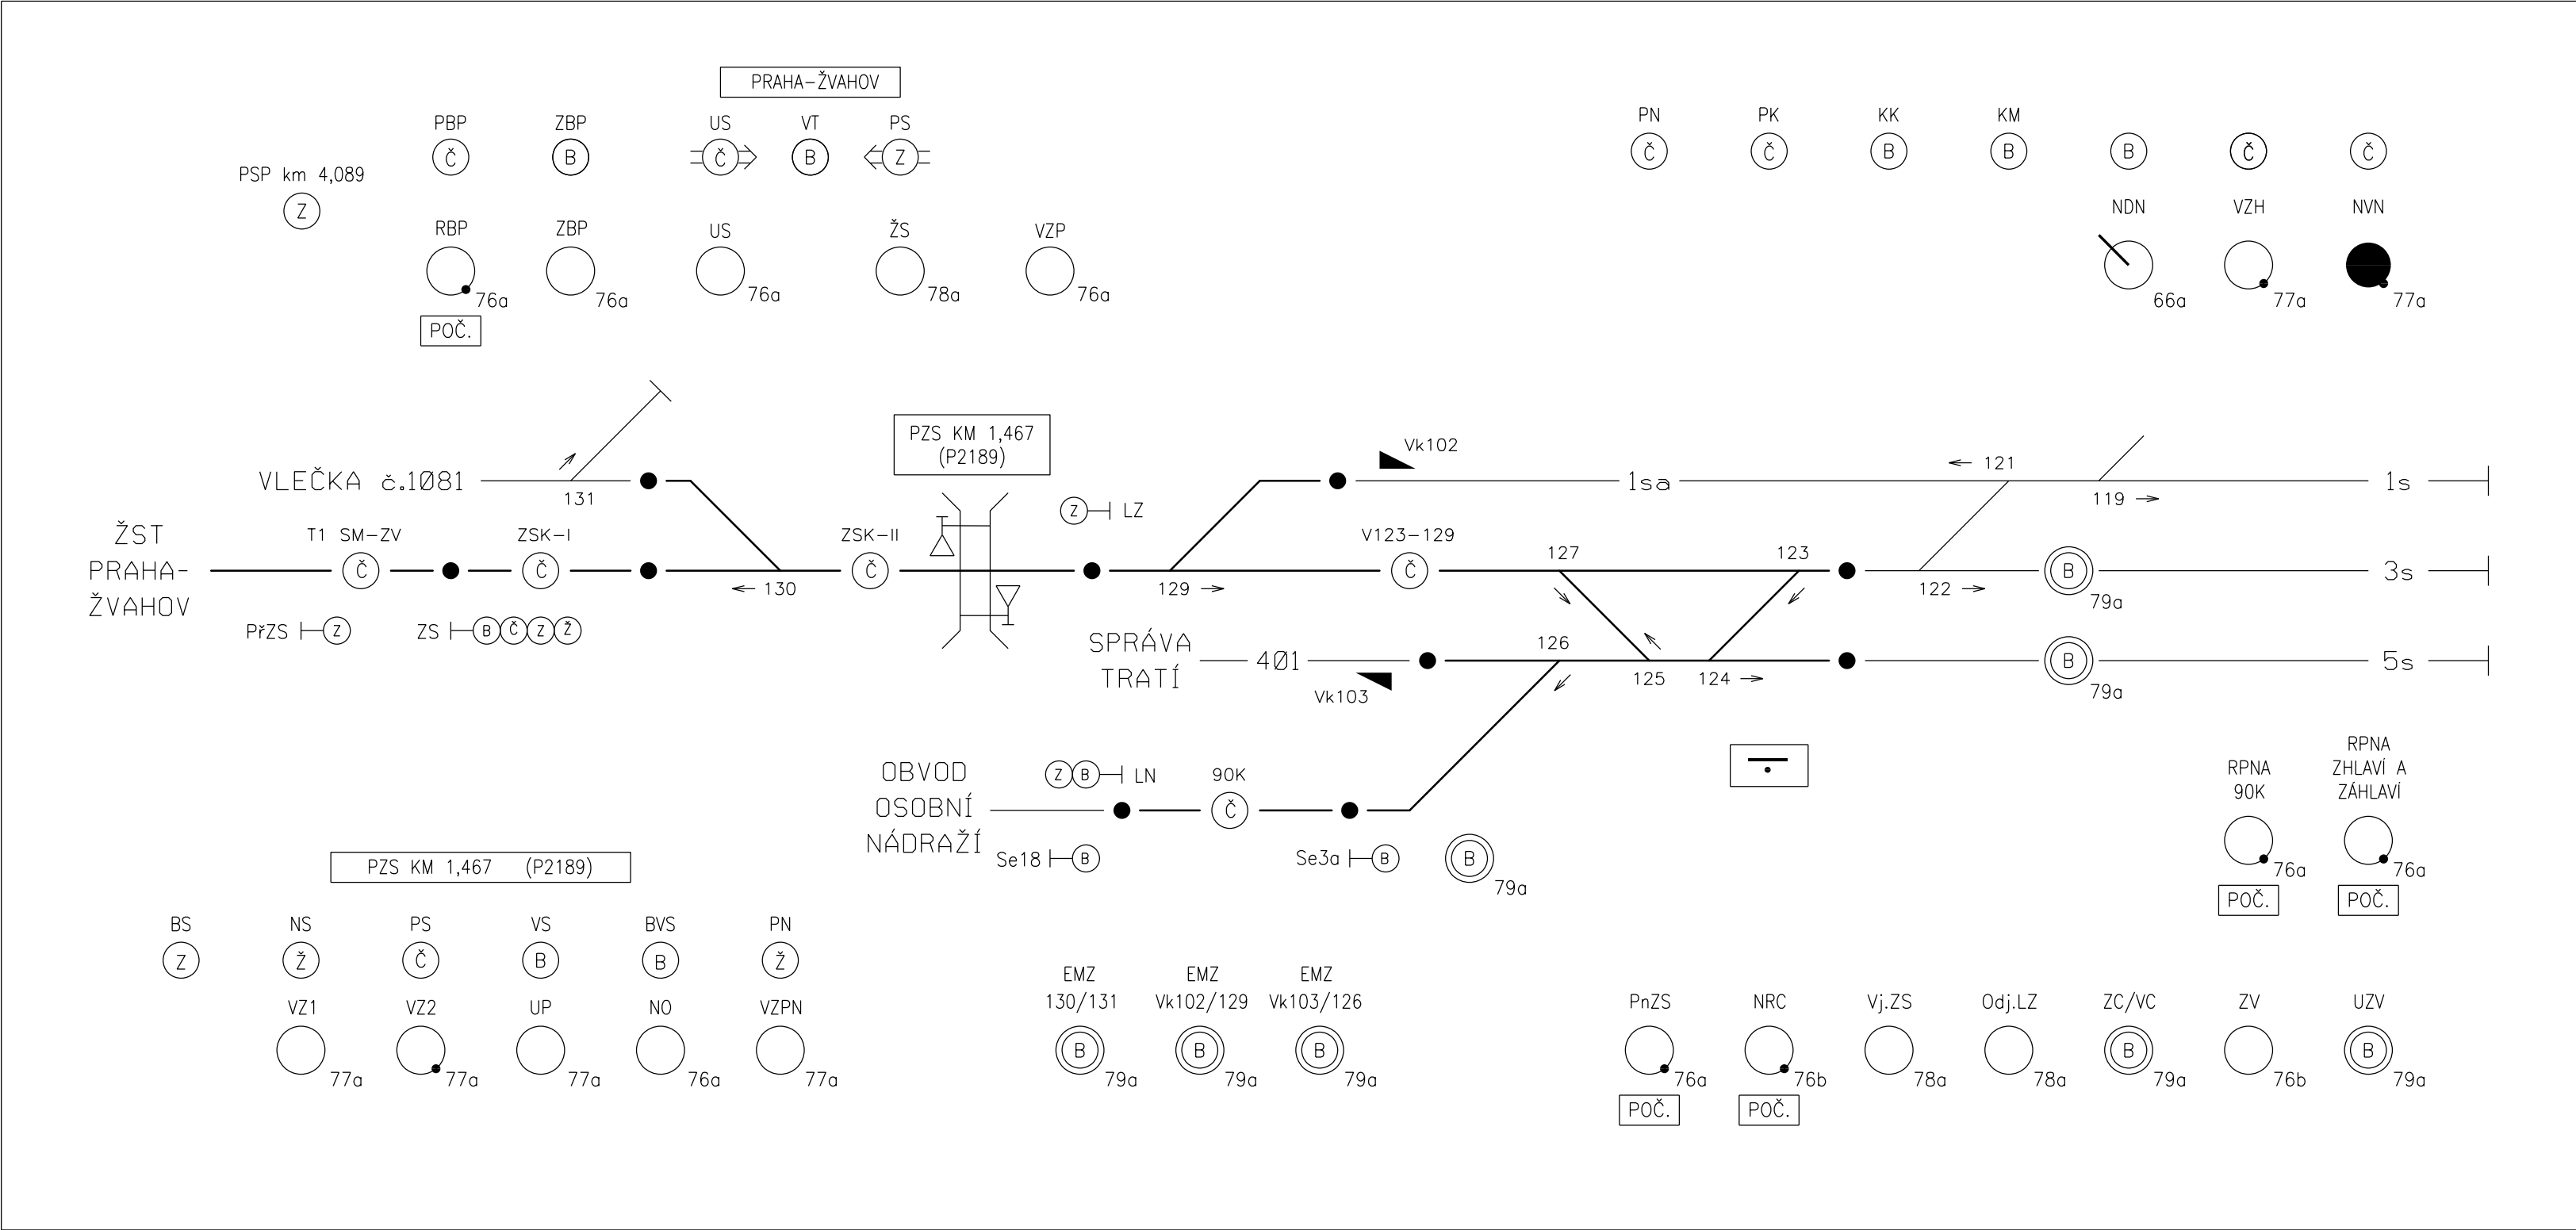 PRAHA-ŽVAHOV
PBP ZBP US VT PS
Č B Č B Z
PSP km 4,089
Z
RBP ZBP US ŽS VZP
76a 76a 76a 78a 76a
POČ.
PN PK KK KM
Č Č B B B Č Č
NDN VZH NVN
66a 77a 77a
PZS KM 1,467
(P2189)
Vk102
VLEČKA č.1081
131
1sa
121
119
1s
ŽST
PRAHA-
ŽVAHOV
T1 SM-ZV
Č
ZSK-I
Č
130
ZSK-II
Č
Z LZ
129
V123-129
Č
127
123
122
B
79a
3s
PřZS Z
ZS B Č Z Ž
SPRÁVA
TRATÍ
401
Vk103
126
125
124
B
79a
5s
OBVOD
OSOBNÍ
NÁDRAŽÍ
Z B LN
90K
Č
Se18 B
Se3a B
B
79a
RPNA
90K
76a
POČ.
RPNA
ZHLAVÍ A
ZÁHLAVÍ
76a
POČ.
PZS KM 1,467 (P2189)
BS NS PS VS BVS PN
Z Ž Č B B Ž
VZ1 VZ2 UP NO VZPN
77a 77a 77a 76a 77a
EMZ
130/131
B
79a
EMZ
Vk102/129
B
79a
EMZ
Vk103/126
B
79a
PnZS NRC Vj.ZS Odj.LZ ZC/VC ZV UZV
B B
76a 76b 78a 78a 79a 76b 79a
POČ. POČ.